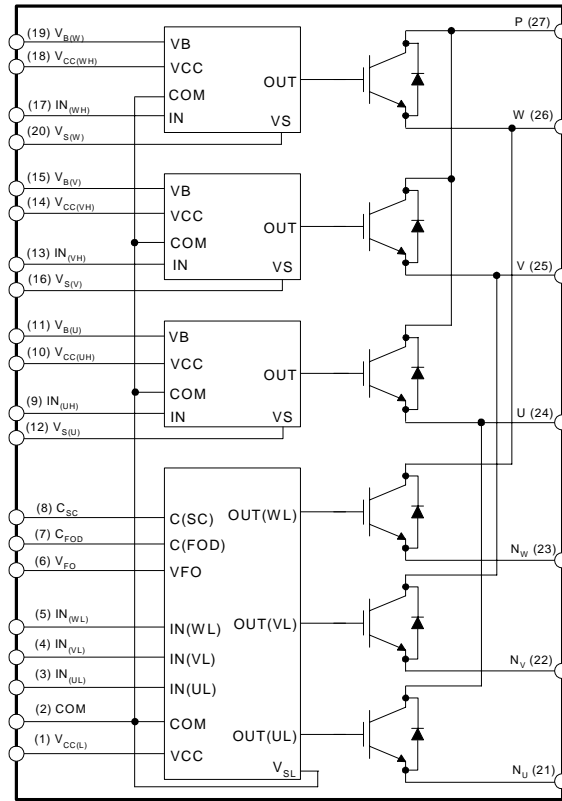 (19) VB(W)
VB
P (27)
(18) VCC(WH)
VCC
COM
OUT
(17) IN(WH)
IN
VS
W (26)
(20) VS(W)
(15) VB(V)
VB
(14) VCC(VH)
VCC
OUT
COM
(13) IN(VH)
IN
VS
V (25)
(16) VS(V)
(11) VB(U)
VB
(10) VCC(UH)
VCC
OUT
COM
(9) IN(UH)
IN
VS
U (24)
(12) VS(U)
(8) CSC
C(SC)
OUT(WL)
(7) CFOD
C(FOD)
NW (23)
(6) VFO
VFO
(5) IN(WL)
IN(WL)
OUT(VL)
(4) IN(VL)
IN(VL)
NV (22)
(3) IN(UL)
IN(UL)
(2) COM
COM
OUT(UL)
(1) VCC(L)
VCC
VSL
NU (21)